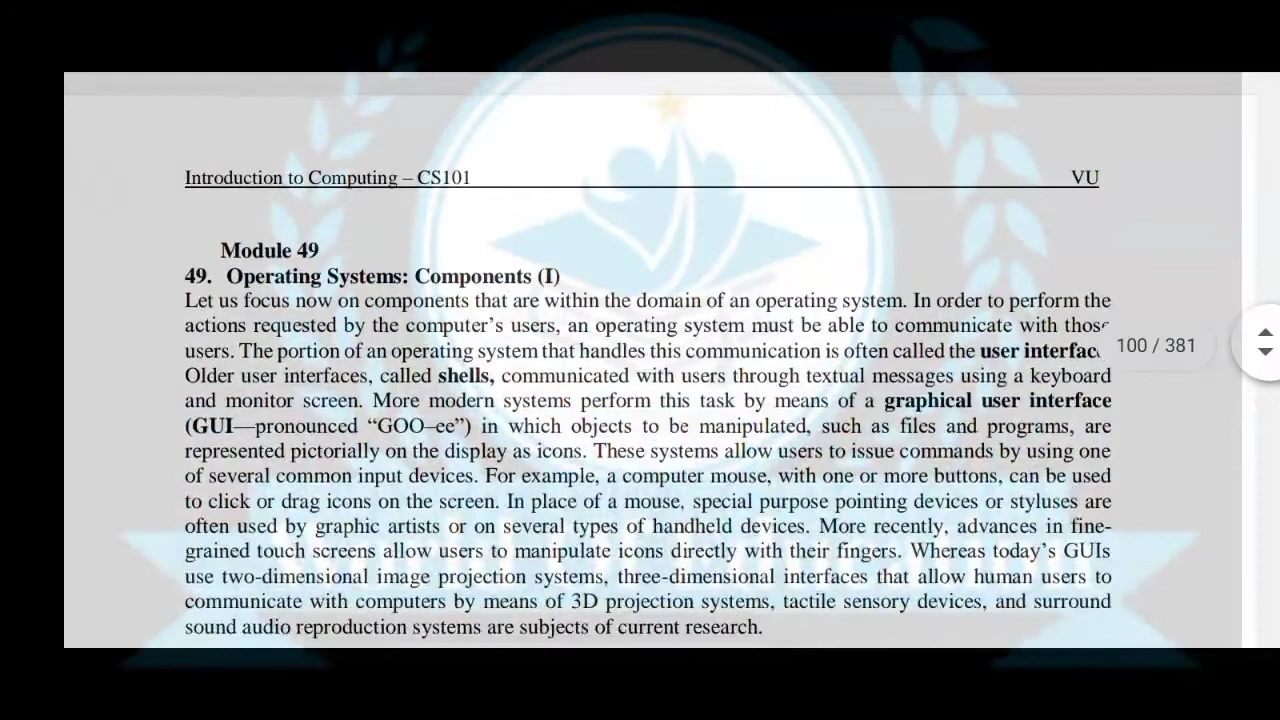 Introduction to Computing – CS101 VU
Module 49
49. Operating Systems: Components (I)
Let us focus now on components that are within the domain of an operating system. In order to perform the
actions requested by the computer's users, an operating system must be able to communicate with those
users. The portion of an operating system that handles this communication is often called the user interfac
100 / 381
Older user interfaces, called shells, communicated with users through textual messages using a keyboard
and monitor screen. More modern systems perform this task by means of a graphical user interface
(GUI—pronounced “GOO–ee”) in which objects to be manipulated, such as files and programs, are
represented pictorially on the display as icons. These systems allow users to issue commands by using one
of several common input devices. For example, a computer mouse, with one or more buttons, can be used
to click or drag icons on the screen. In place of a mouse, special purpose pointing devices or styluses are
often used by graphic artists or on several types of handheld devices. More recently, advances in fine-
grained touch screens allow users to manipulate icons directly with their fingers. Whereas today’s GUIs
use two-dimensional image projection systems, three-dimensional interfaces that allow human users to
communicate with computers by means of 3D projection systems, tactile sensory devices, and surround
sound audio reproduction systems are subjects of current research.